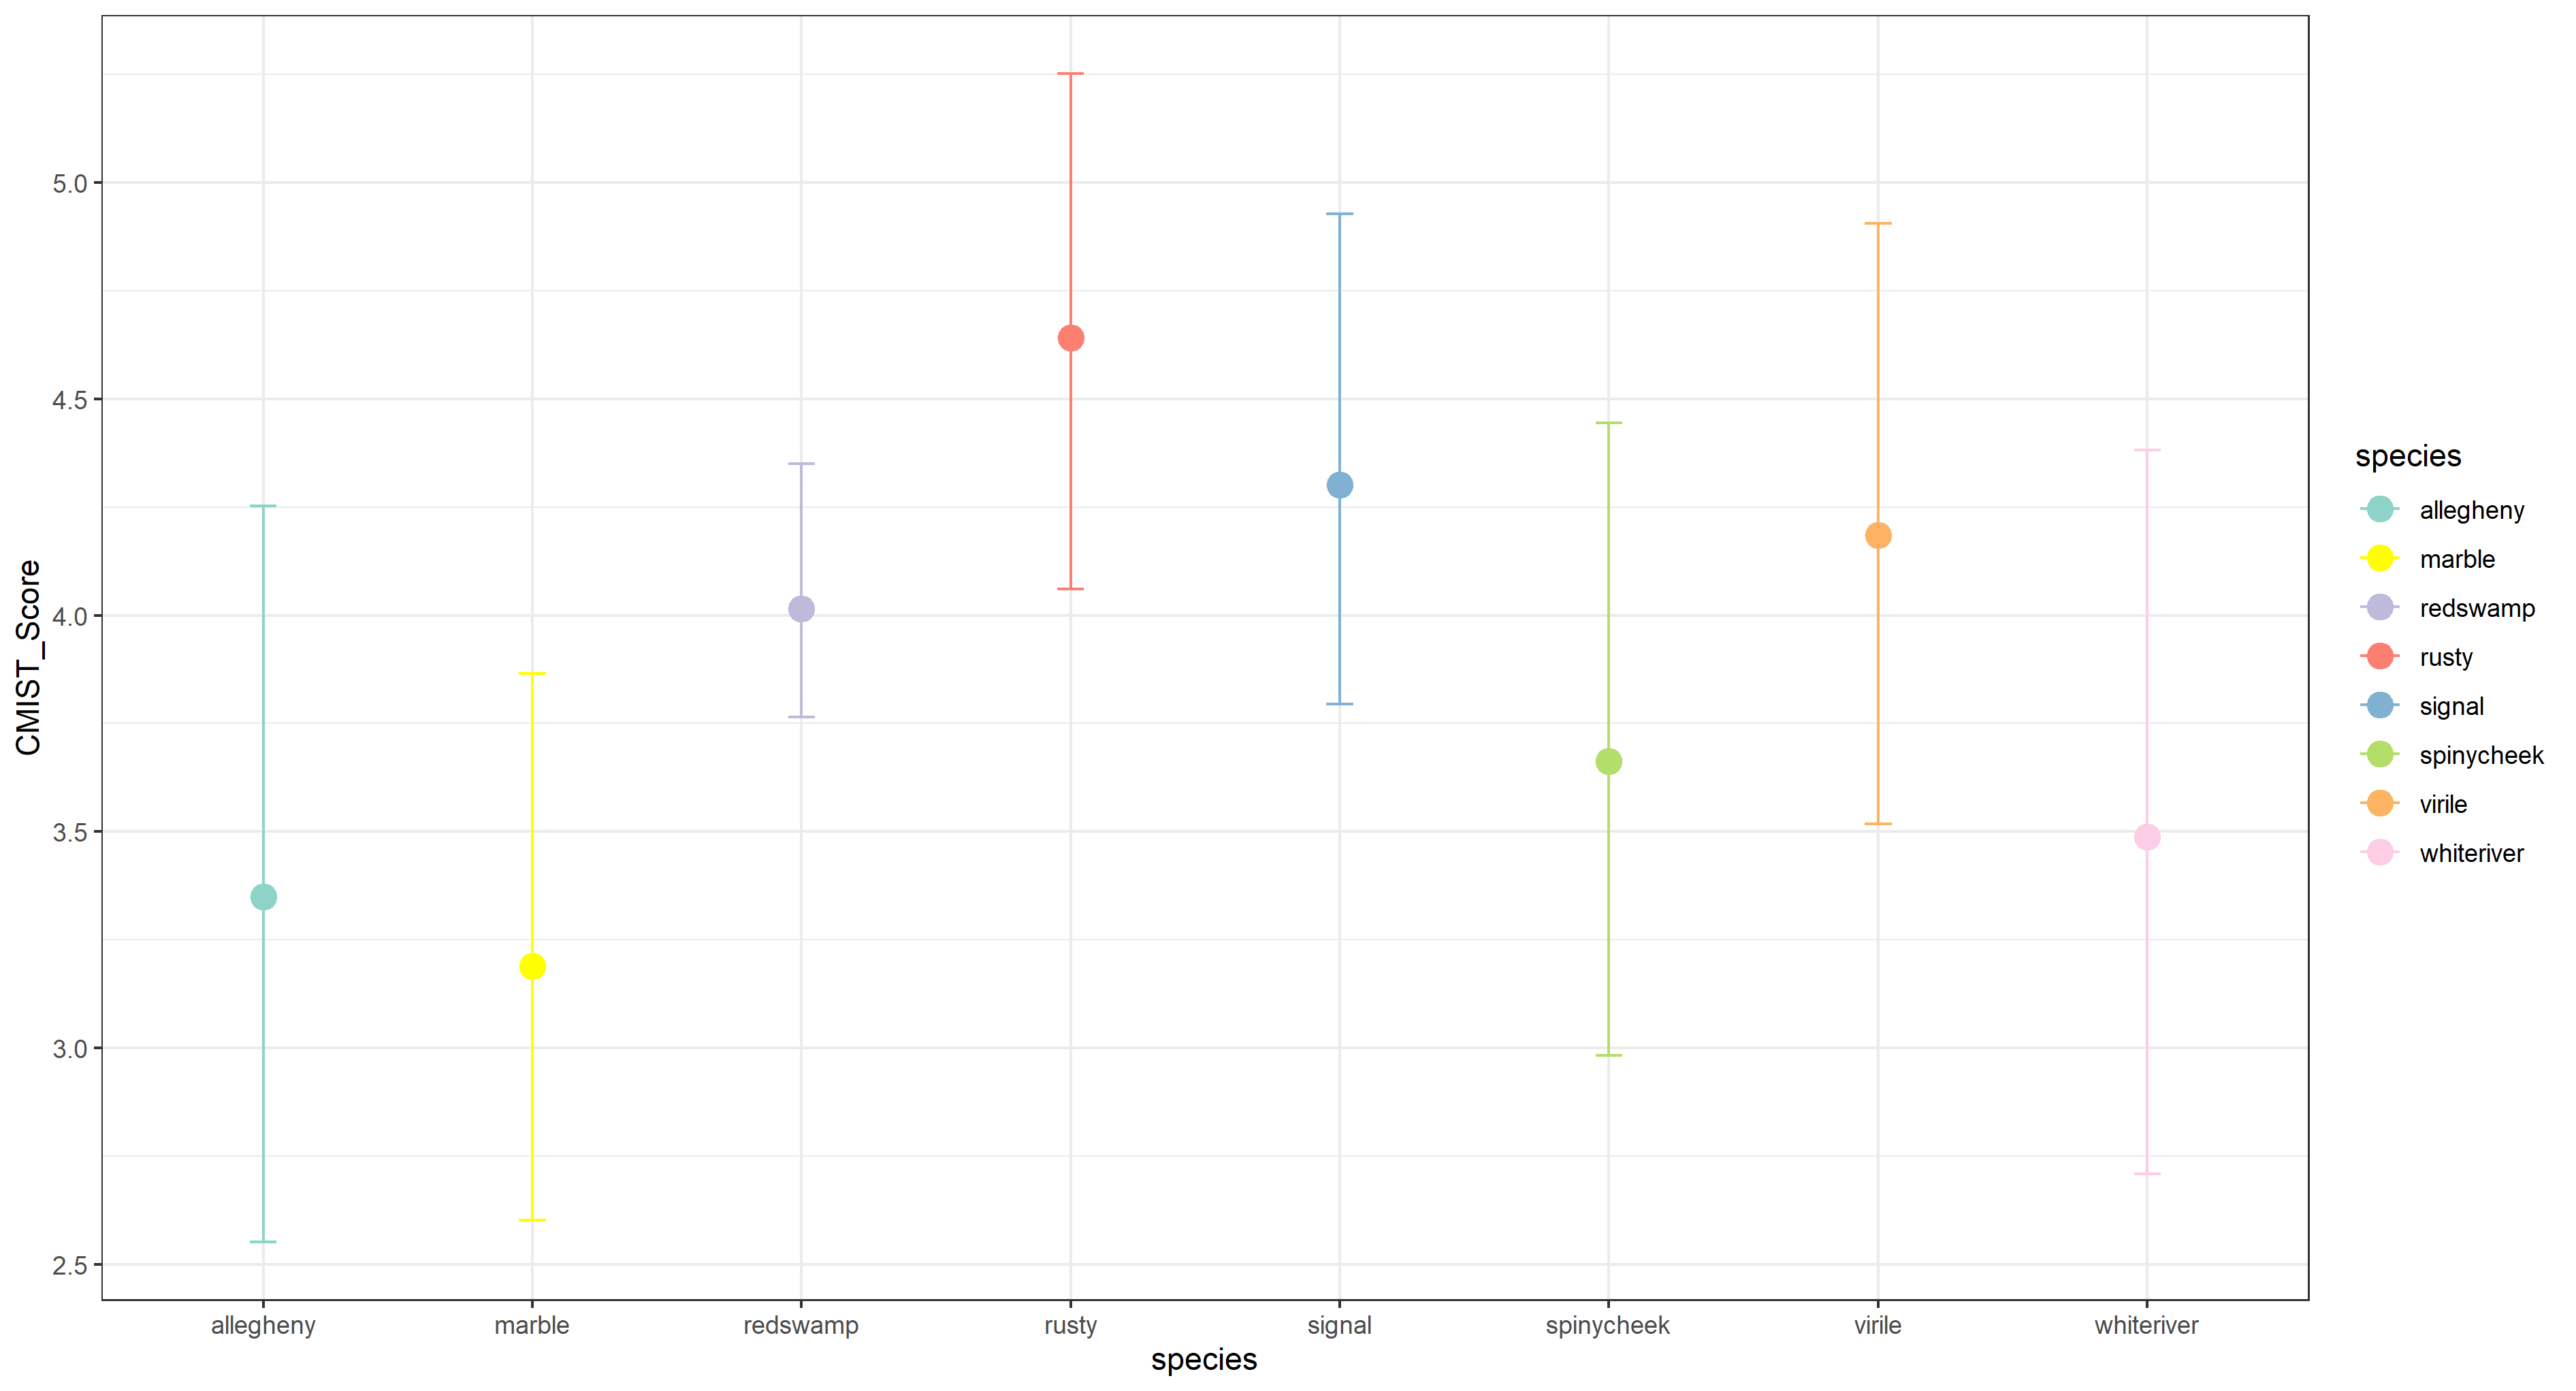 CMIST_Score
5.0
4.5
4.0
3.5
3.0
2.5
allegheny marble redswamp rusty signal spinycheek virile whiteriver
species
species
allegheny
marble
redswamp
rusty
signal
spinycheek
virile
whiteriver